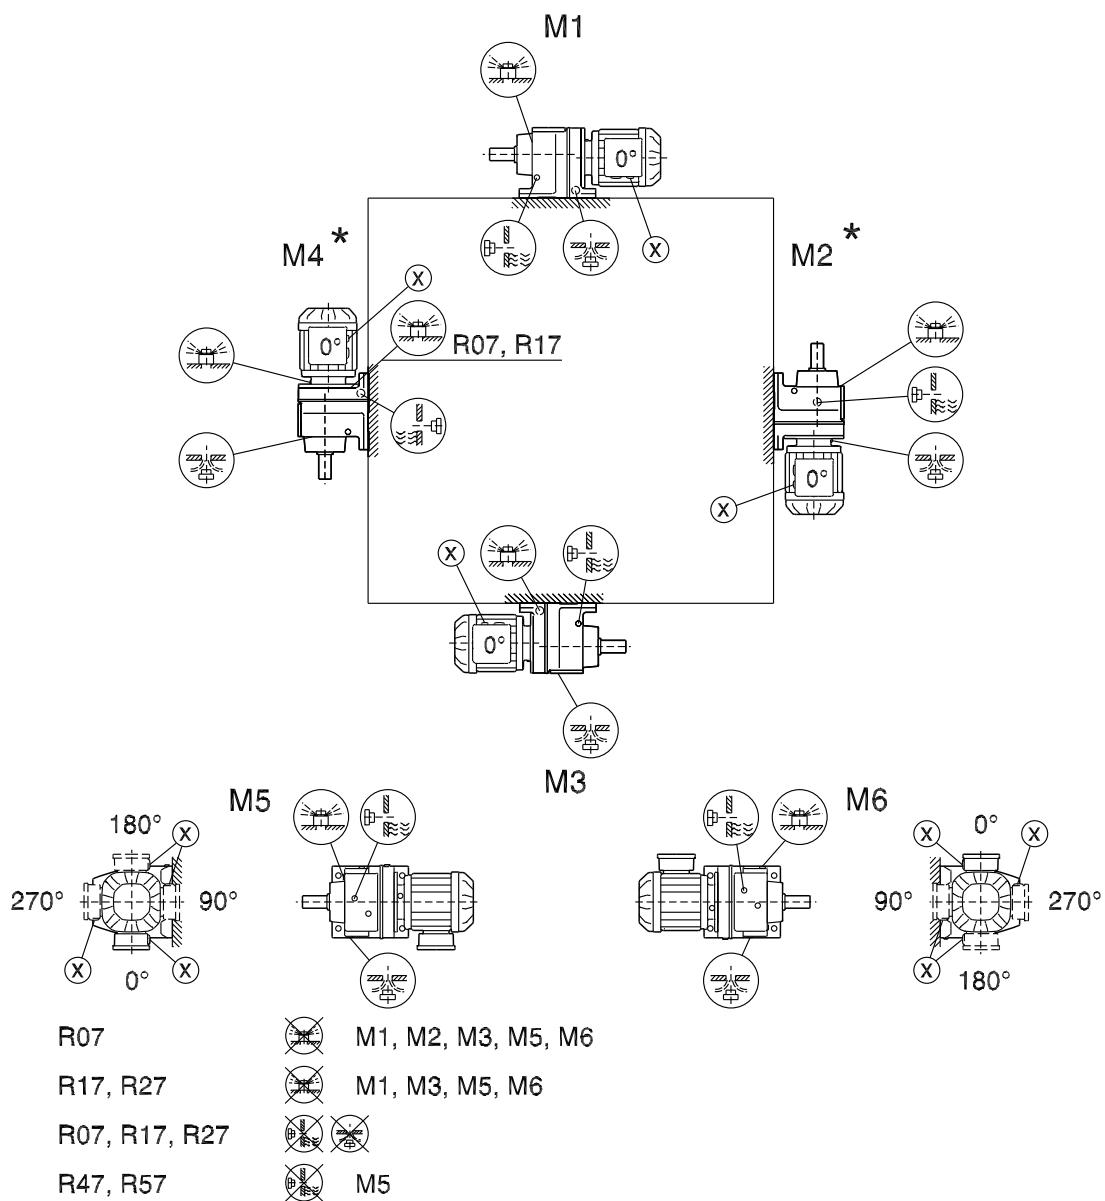 M1
0°
X
M4 *
M2 *
X
0°
R07, R17
0°
X
X
0°
M3
M5
M6
180°
X
0°
X
X
270°
90°
90°
270°
X
0°
X
X
180°
R07 M1, M2, M3, M5, M6
R17, R27 M1, M3, M5, M6
R07, R17, R27
R47, R57 M5